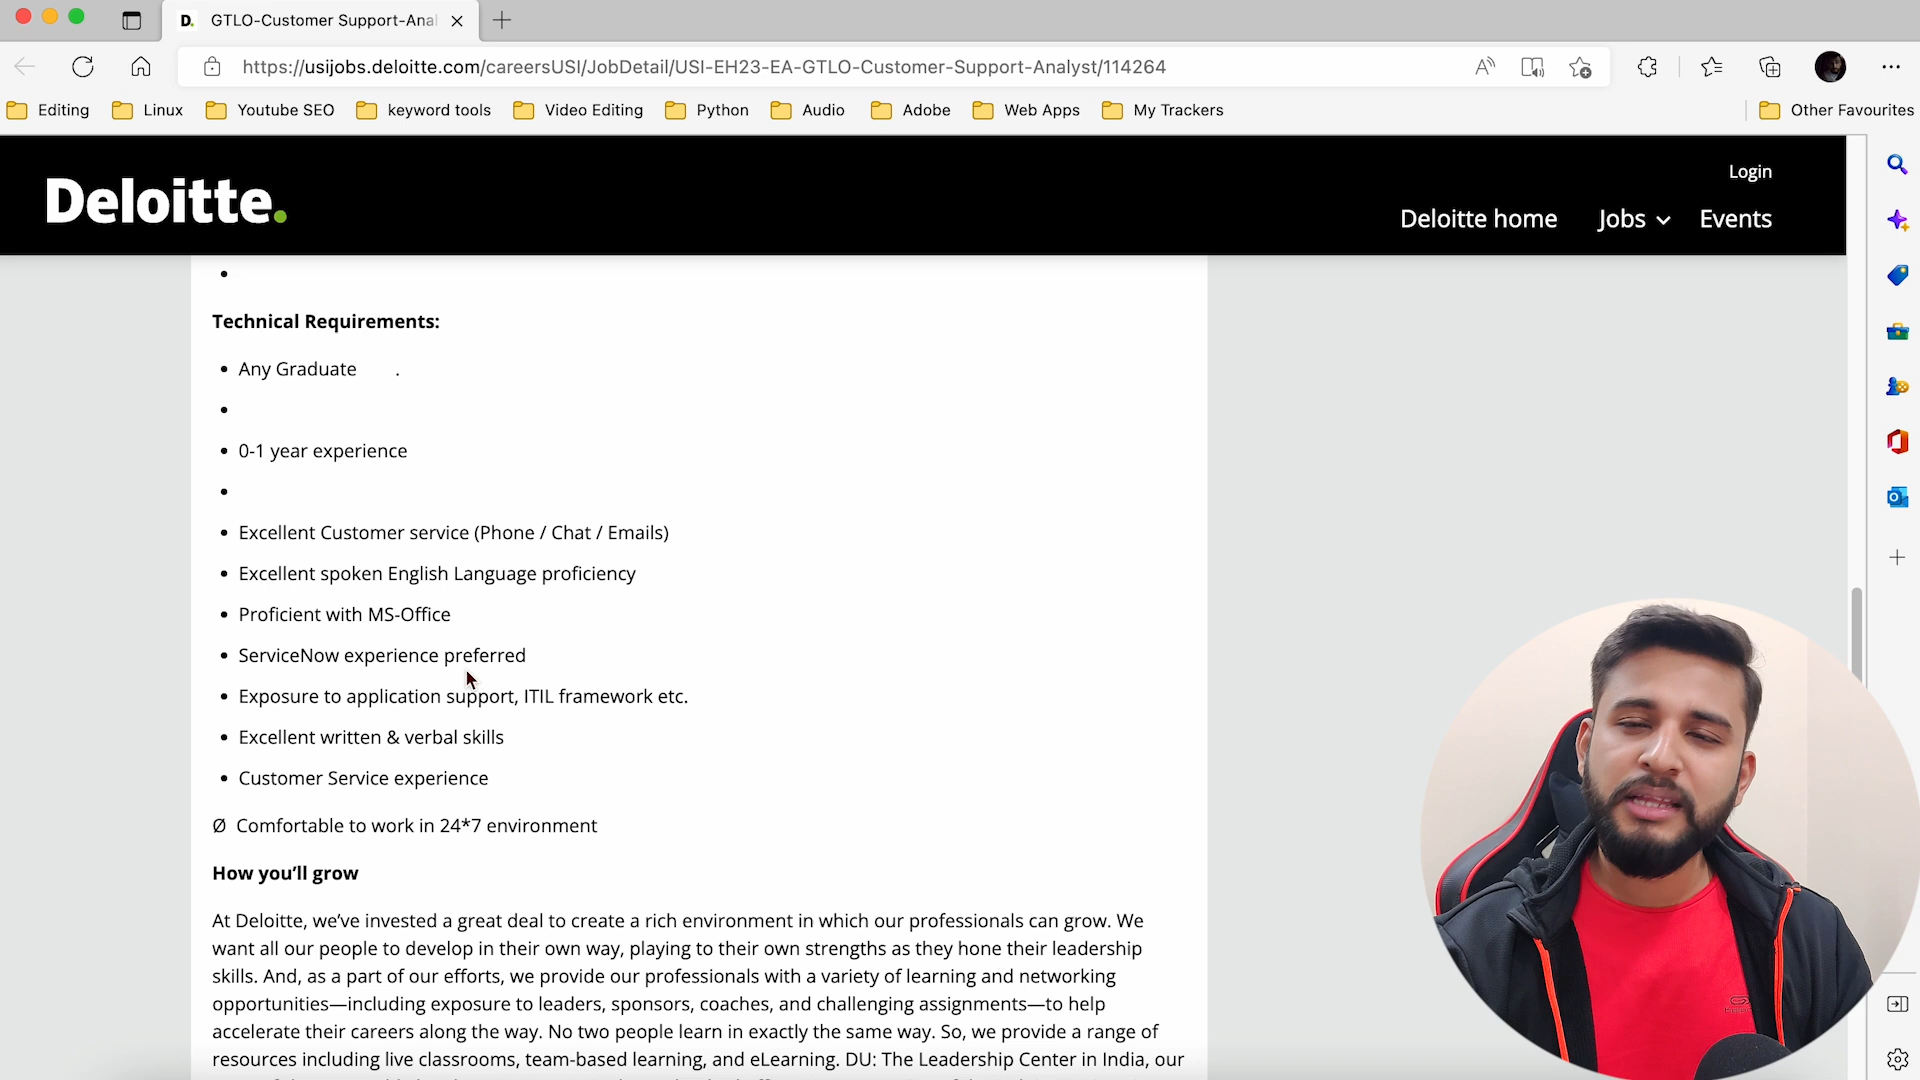 GTLO-Customer Support-Anal
https://usijobs.deloitte.com/careersUSI/JobDetail/USI-EH23-EA-GTLO-Customer-Support-Analyst/114264
Editing Linux Youtube SEO keyword tools Video Editing Python Audio Adobe Web Apps My Trackers Other Favourites
Login
Deloitte.
Deloitte home Jobs Events
Technical Requirements:
• Any Graduate .
• 0-1 year experience
• Excellent Customer service (Phone / Chat / Emails)
• Excellent spoken English Language proficiency
• Proficient with MS-Office
• ServiceNow experience preferred
• Exposure to application support, ITIL framework etc.
• Excellent written & verbal skills
• Customer Service experience
Ø Comfortable to work in 24*7 environment
How you’ll grow
At Deloitte, we’ve invested a great deal to create a rich environment in which our professionals can grow. We
want all our people to develop in their own way, playing to their own strengths as they hone their leadership
skills. And, as a part of our efforts, we provide our professionals with a variety of learning and networking
opportunities—including exposure to leaders, sponsors, coaches, and challenging assignments—to help
accelerate their careers along the way. No two people learn in exactly the same way. So, we provide a range of
resources including live classrooms, team-based learning, and eLearning. DU: The Leadership Center in India, our